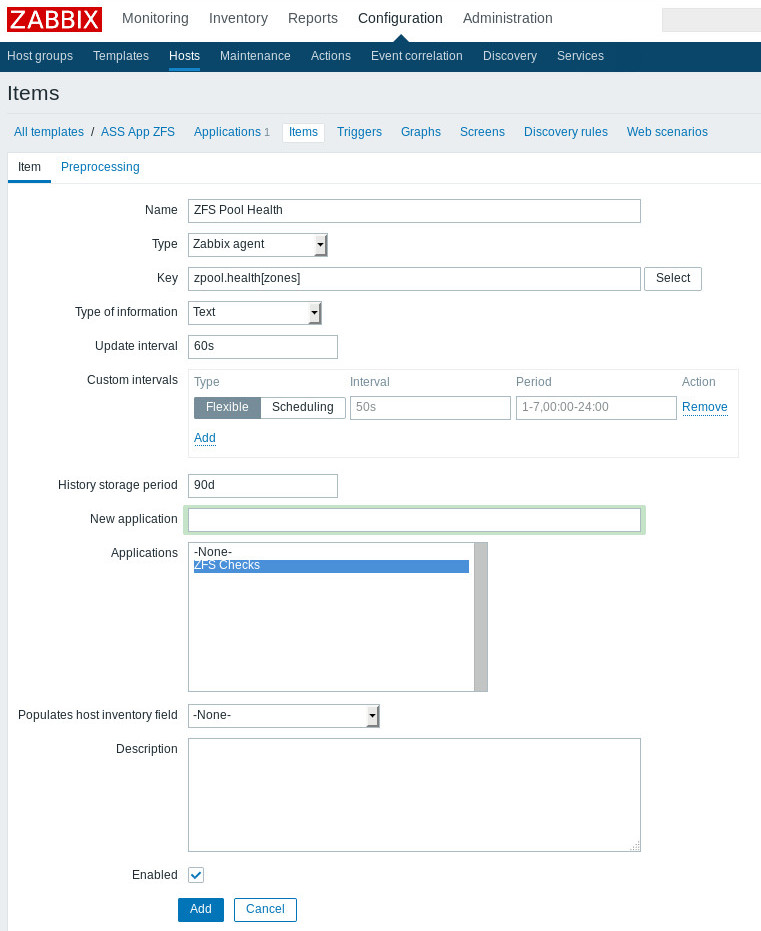 ZABBIX Monitoring Inventory Reports Configuration Administration
Host groups Templates Hosts Maintenance Actions Event correlation Discovery Services
Items
All templates / ASS App ZFS Applications 1 Items Triggers Graphs Screens Discovery rules Web scenarios
Item Preprocessing
Name ZFS Pool Health
Type Zabbix agent
Key zpool.health[zones] Select
Type of information Text
Update interval 60s
Custom intervals Type Interval Period Action
Flexible Scheduling 50s 1-7,00:00-24:00 Remove
Add
History storage period 90d
New application
Applications -None-
ZFS Checks
Populates host inventory field -None-
Description
Enabled
Add Cancel